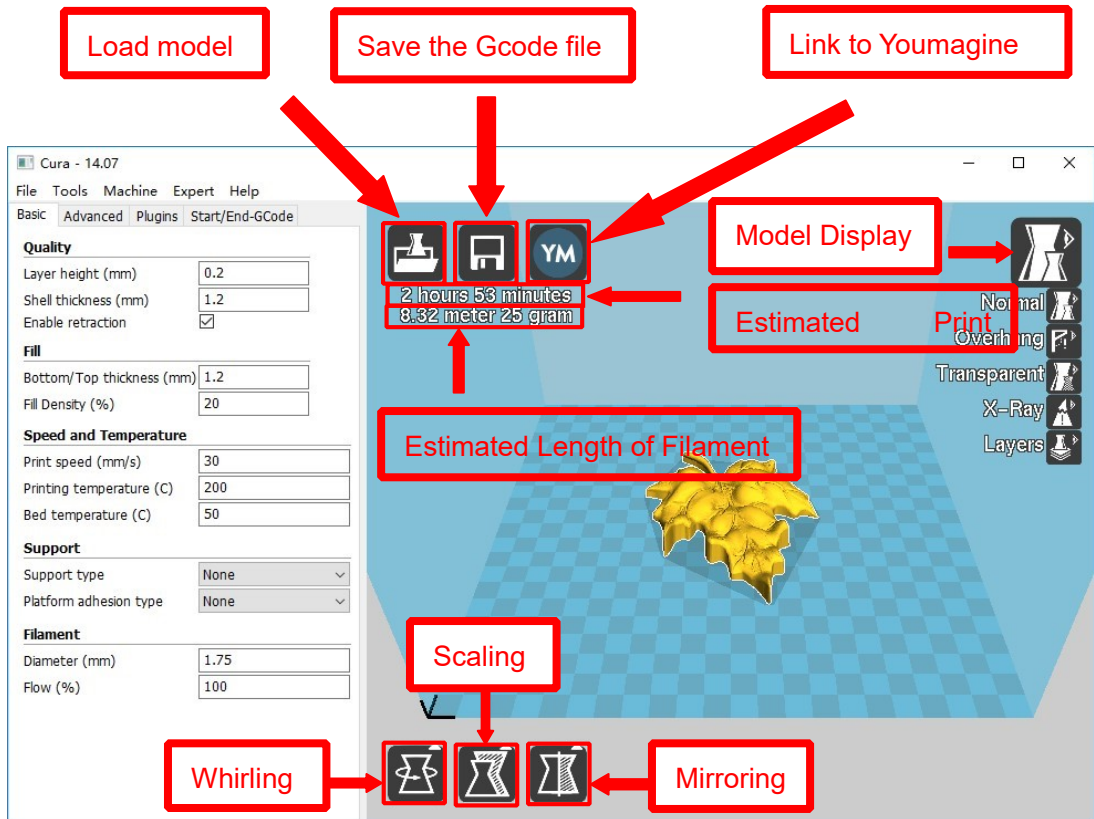 Load model
Save the Gcode file
Link to Youmagine
Cura - 14.07
File Tools Machine Expert Help
Basic Advanced Plugins Start/End-GCode
Quality
Layer height (mm) 0.2
Shell thickness (mm) 1.2
Enable retraction
Fill
Bottom/Top thickness (mm) 1.2
Fill Density (%) 20
Speed and Temperature
Print speed (mm/s) 30
Printing temperature (C) 200
Bed temperature (C) 50
Support
Support type None
Platform adhesion type None
Filament
Diameter (mm) 1.75
Flow (%) 100
YM
2 hours 53 minutes
8.32 meter 25 gram
Model Display
Estimated Print
Normal
Overhang
Transparent
X-Ray
Layers
Estimated Length of Filament
Scaling
Whirling
Mirroring